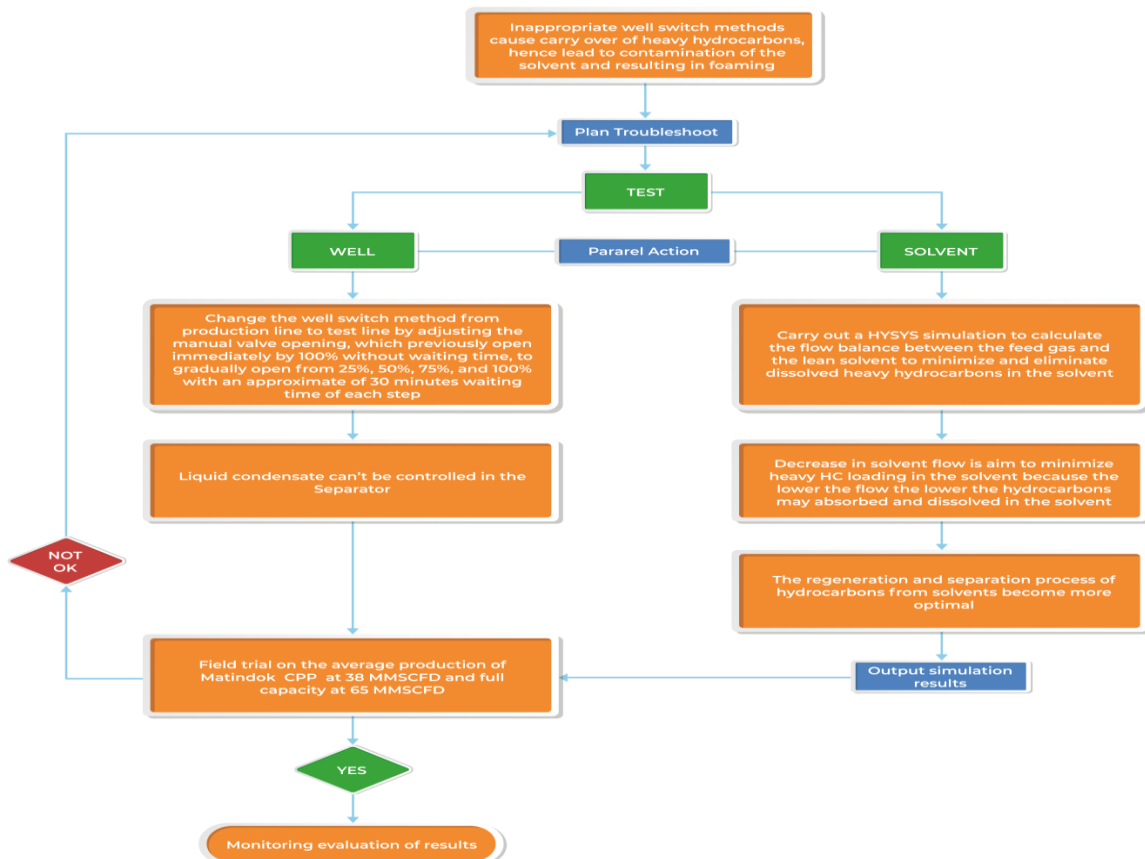 Inappropriate well switch methods
cause carry over of heavy hydrocarbons,
hence lead to contamination of the
solvent and resulting in foaming
Plan Troubleshoot
TEST
WELL
Pararel Action
SOLVENT
Change the well switch method from
production line to test line by adjusting the
manual valve opening, which previously open
immediately by 100% without waiting time, to
gradually open from 25%, 50%, 75%, and 100%
with an approximate of 30 minutes waiting
time of each step
Carry out a HYSYS simulation to calculate
the flow balance between the feed gas and
the lean solvent to minimize and eliminate
dissolved heavy hydrocarbons in the solvent
Liquid condensate can't be controlled in the
Separator
Decrease in solvent flow is aim to minimize
heavy HC loading in the solvent because the
lower the flow the lower the hydrocarbons
may absorbed and dissolved in the solvent
NOT
OK
The regeneration and separation process of
hydrocarbons from solvents become more
optimal
Field trial on the average production of
Matindok CPP at 38 MMSCFD and full
capacity at 65 MMSCFD
Output simulation
results
YES
Monitoring evaluation of results